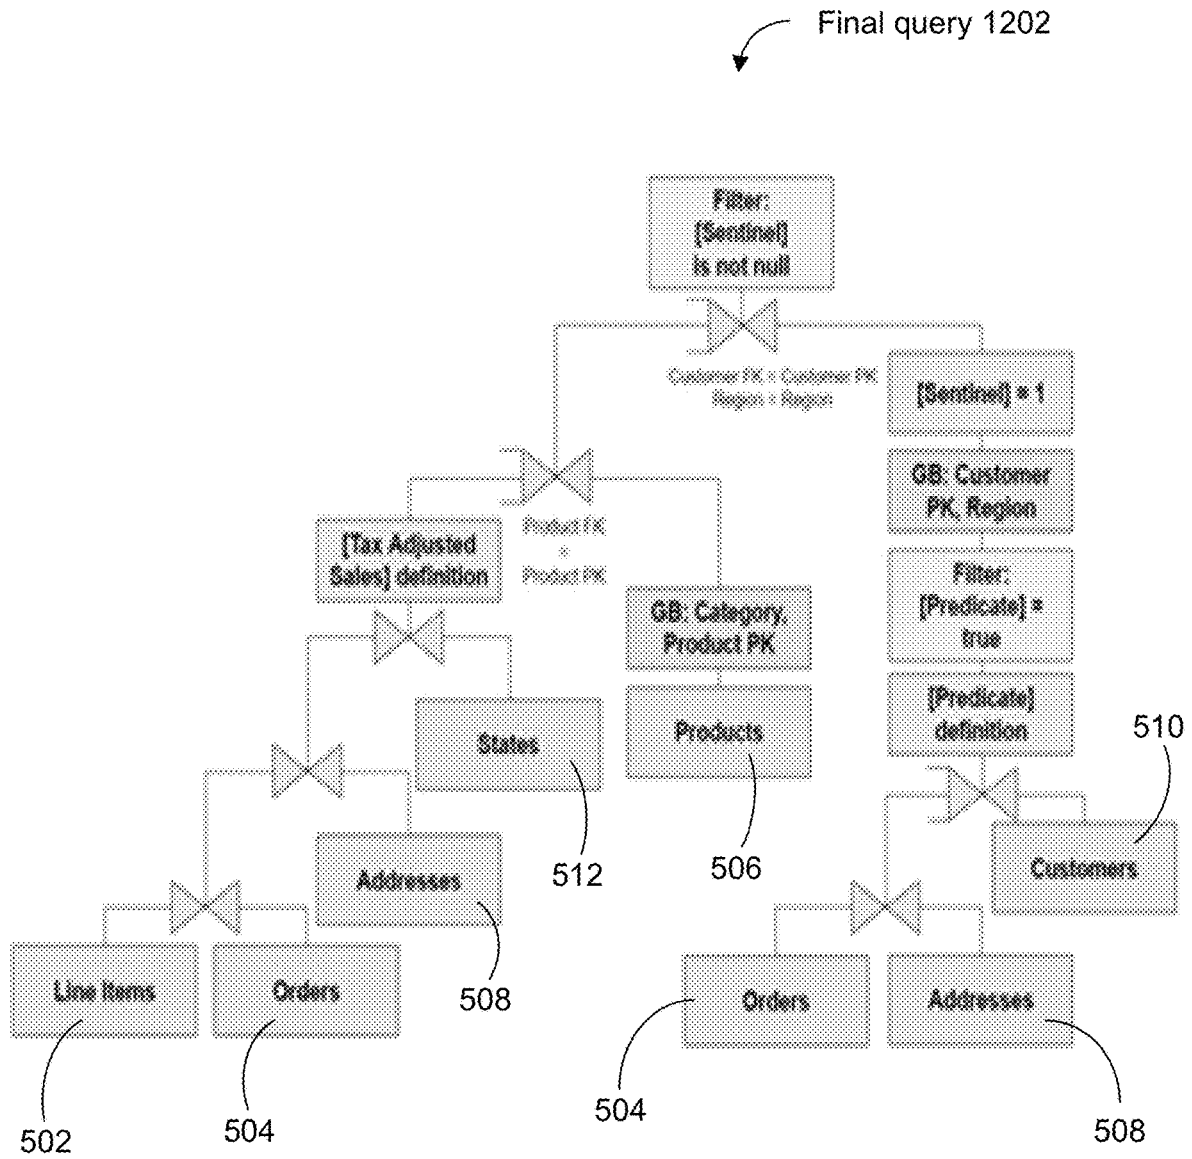 Final query 1202
Filter:
[Sentinel]
is not null
Customer FK = Customer PK
Region = Region
[Sentinel] = 1
GB: Customer
PK, Region
Filter:
[Predicate] =
true
[Predicate]
definition
Product FK
=
Product PK
[Tax Adjusted
Sales] definition
GB: Category,
Product PK
States
Products
510
Addresses
512
506
Customers
Line Items
Orders
508
Orders
Addresses
502
504
504
508